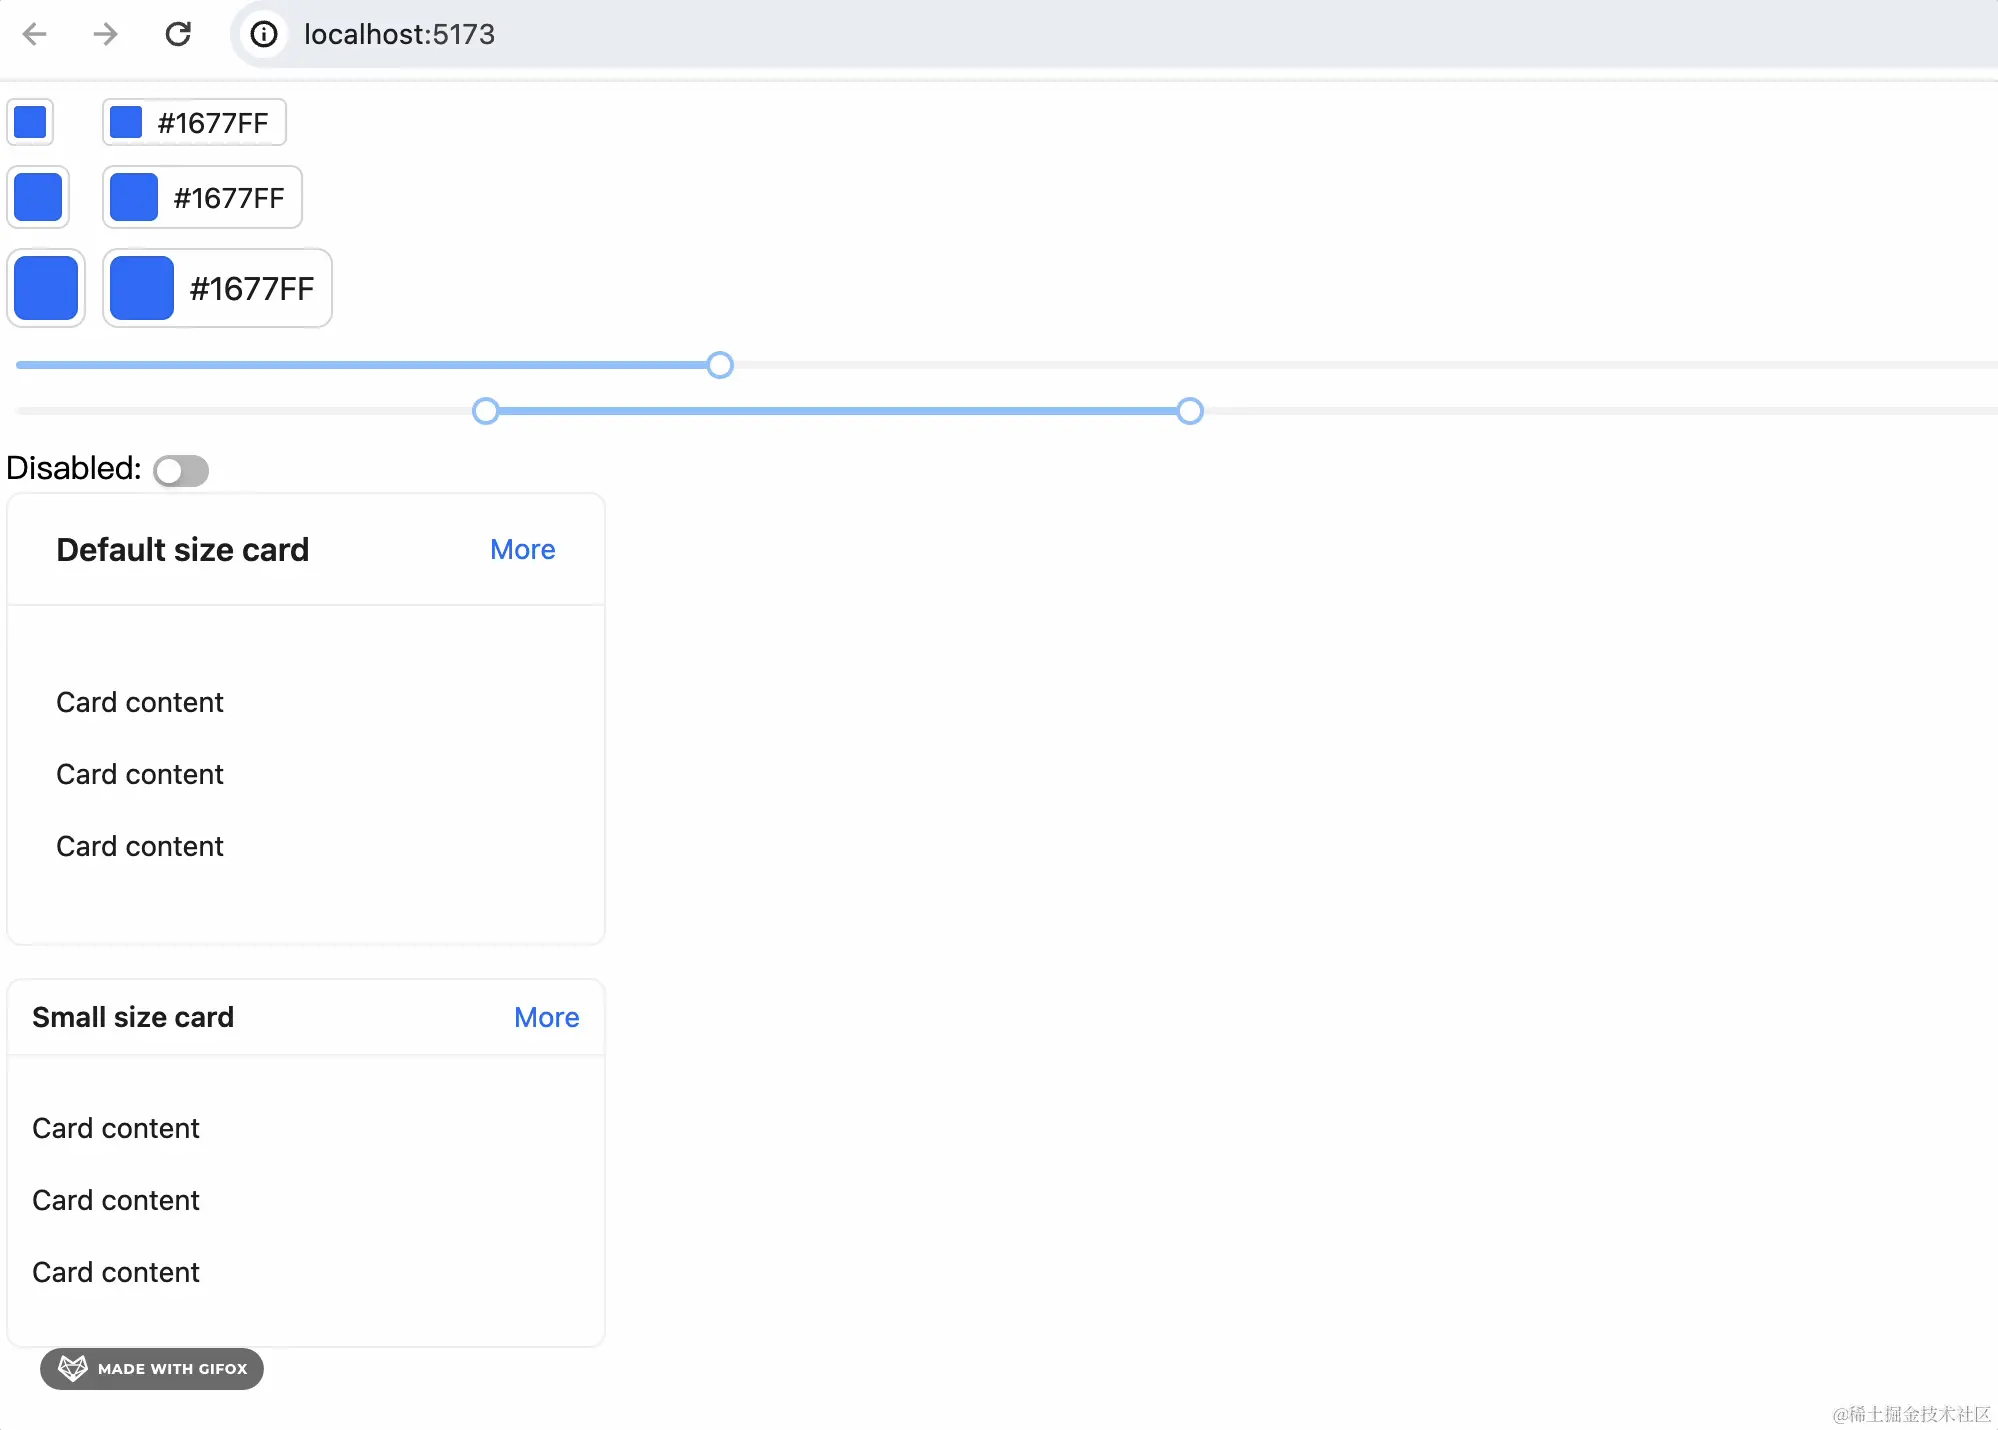 localhost:5173
#1677FF
#1677FF
#1677FF
Disabled:
Default size card More
Card content
Card content
Card content
Small size card More
Card content
Card content
Card content
MADE WITH GIFOX
@稀土掘金技术社区